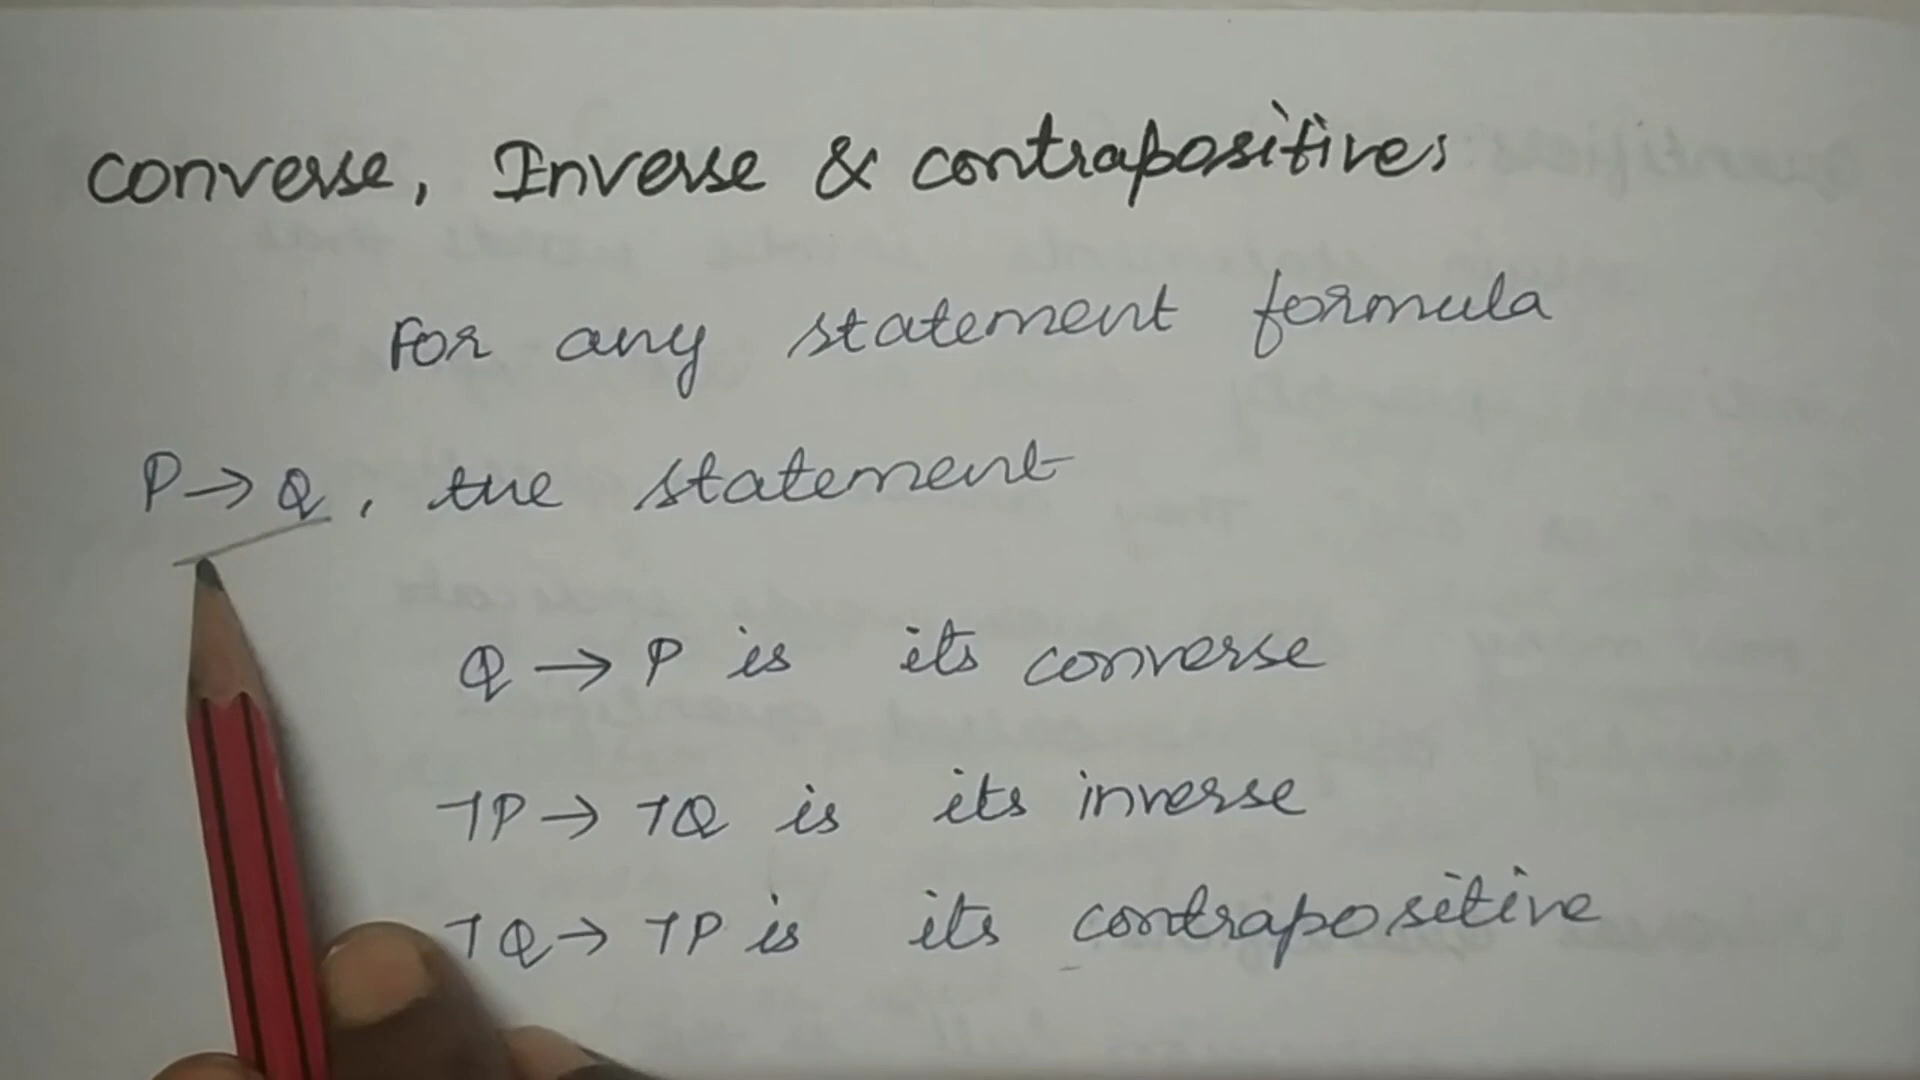 converse, Inverse & contrapositives
For any statement formula
P → Q, the statement
Q → P is its converse
¬P → ¬Q is its inverse
¬Q → ¬P is its contrapositive